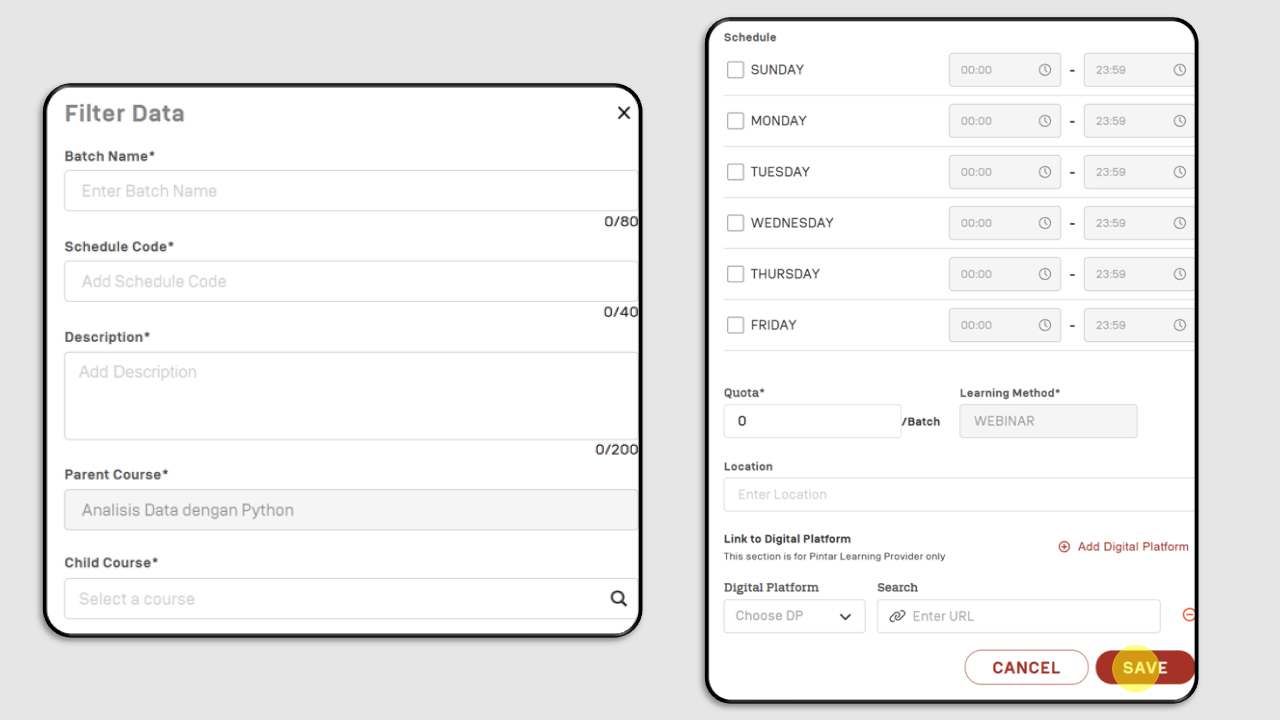 Filter Data
Batch Name*
Enter Batch Name
0/80
Schedule Code*
Add Schedule Code
0/40
Description*
Add Description
0/200
Parent Course*
Analisis Data dengan Python
Child Course*
Select a course
Schedule
SUNDAY 00:00 - 23:59
MONDAY 00:00 - 23:59
TUESDAY 00:00 - 23:59
WEDNESDAY 00:00 - 23:59
THURSDAY 00:00 - 23:59
FRIDAY 00:00 - 23:59
Quota* Learning Method*
0 /Batch WEBINAR
Location
Enter Location
Link to Digital Platform
This section is for Pintar Learning Provider only
Add Digital Platform
Digital Platform Search
Choose DP Enter URL
CANCEL SAVE